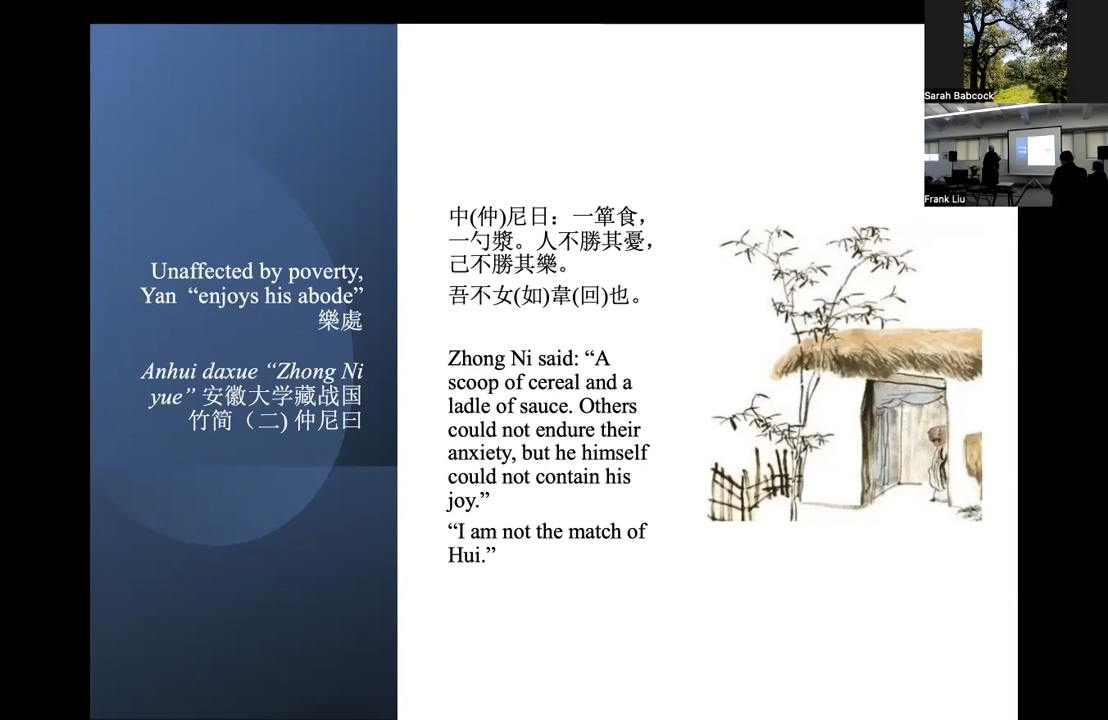 Unaffected by poverty,
Yan “enjoys his abode”
樂處
Anhui daxue “Zhong Ni
yue” 安徽大学藏战国
竹简（二) 仲尼曰
中(仲)尼日：一簞食，
一勺漿。人不勝其憂，
己不勝其樂。
吾不女(如)韋(回)也。
Zhong Ni said: “A
scoop of cereal and a
ladle of sauce. Others
could not endure their
anxiety, but he himself
could not contain his
joy.”
“I am not the match of
Hui.”
Sarah Babcock
Frank Liu